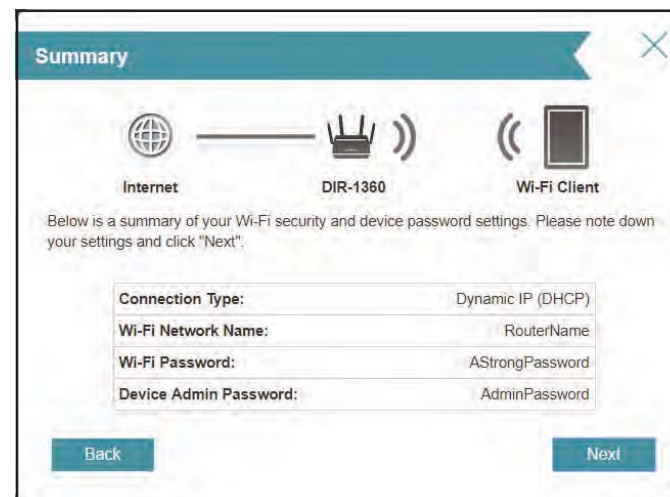 Summary
Internet DIR-1360 Wi-Fi Client
Below is a summary of your Wi-Fi security and device password settings. Please note down
your settings and click "Next".
Connection Type: Dynamic IP (DHCP)
Wi-Fi Network Name: RouterName
Wi-Fi Password: AStrongPassword
Device Admin Password: AdminPassword
Back Next